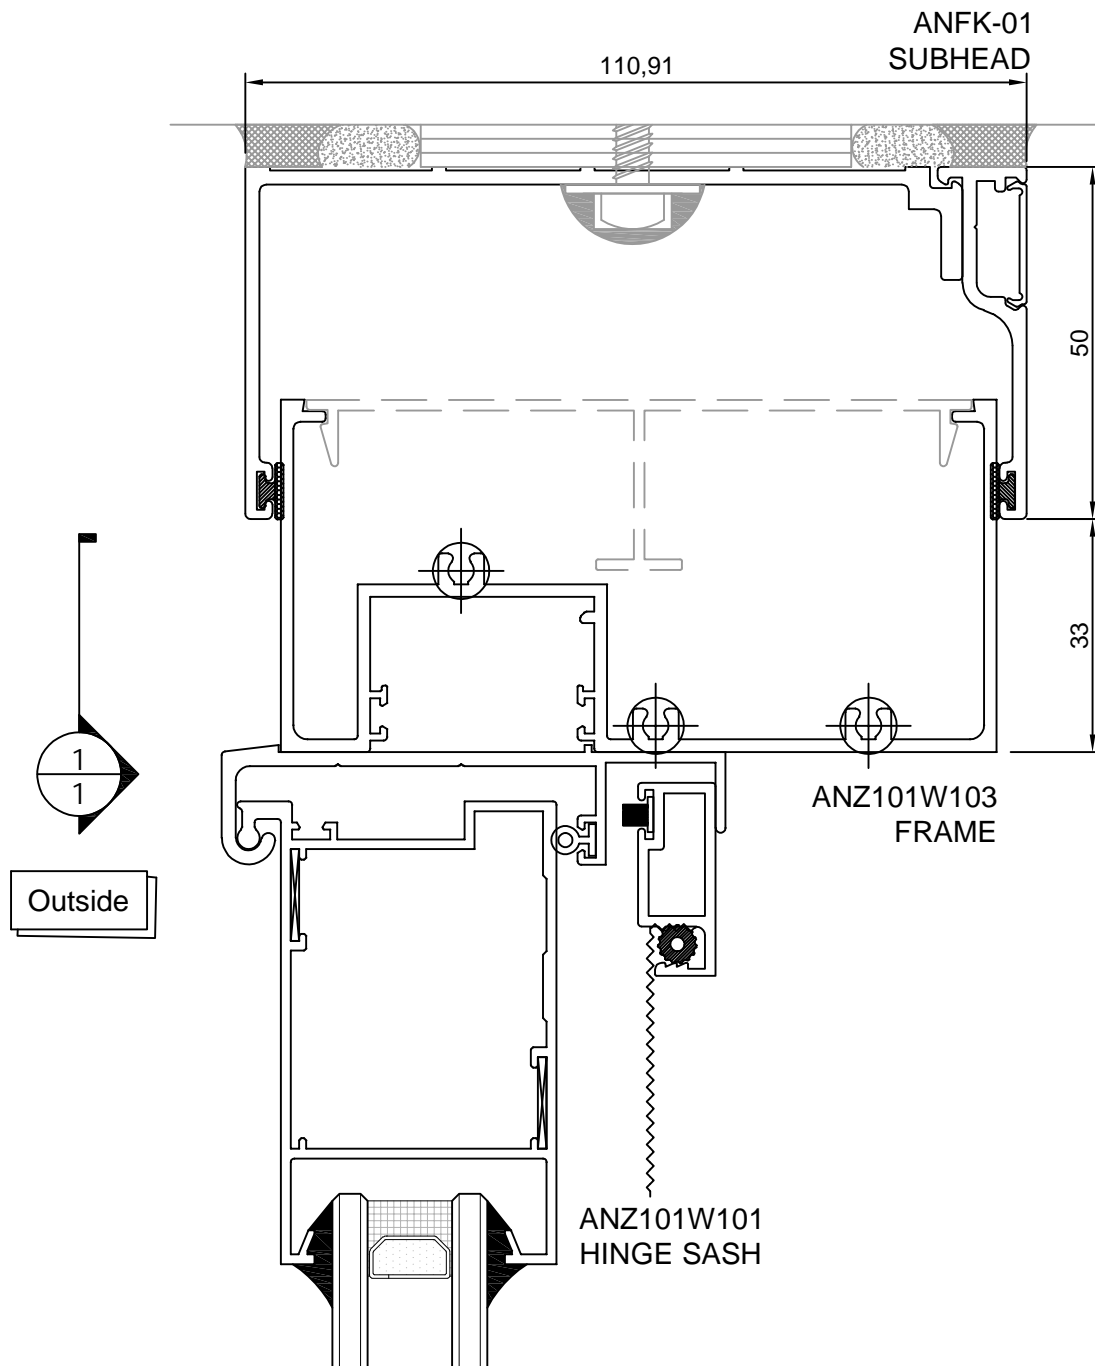 ANFK-01
SUBHEAD
110,91
50
33
1
1
ANZ101W103
FRAME
Outside
ANZ101W101
HINGE SASH